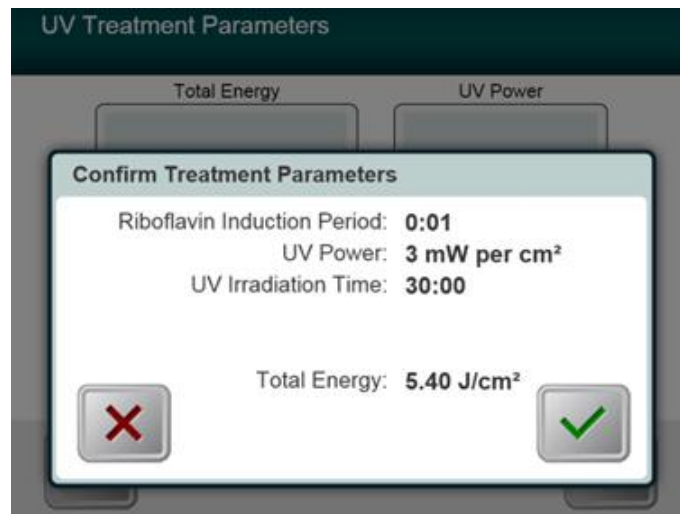 UV Treatment Parameters
Total Energy UV Power
Confirm Treatment Parameters
Riboflavin Induction Period: 0:01
UV Power: 3 mW per cm²
UV Irradiation Time: 30:00
Total Energy: 5.40 J/cm²